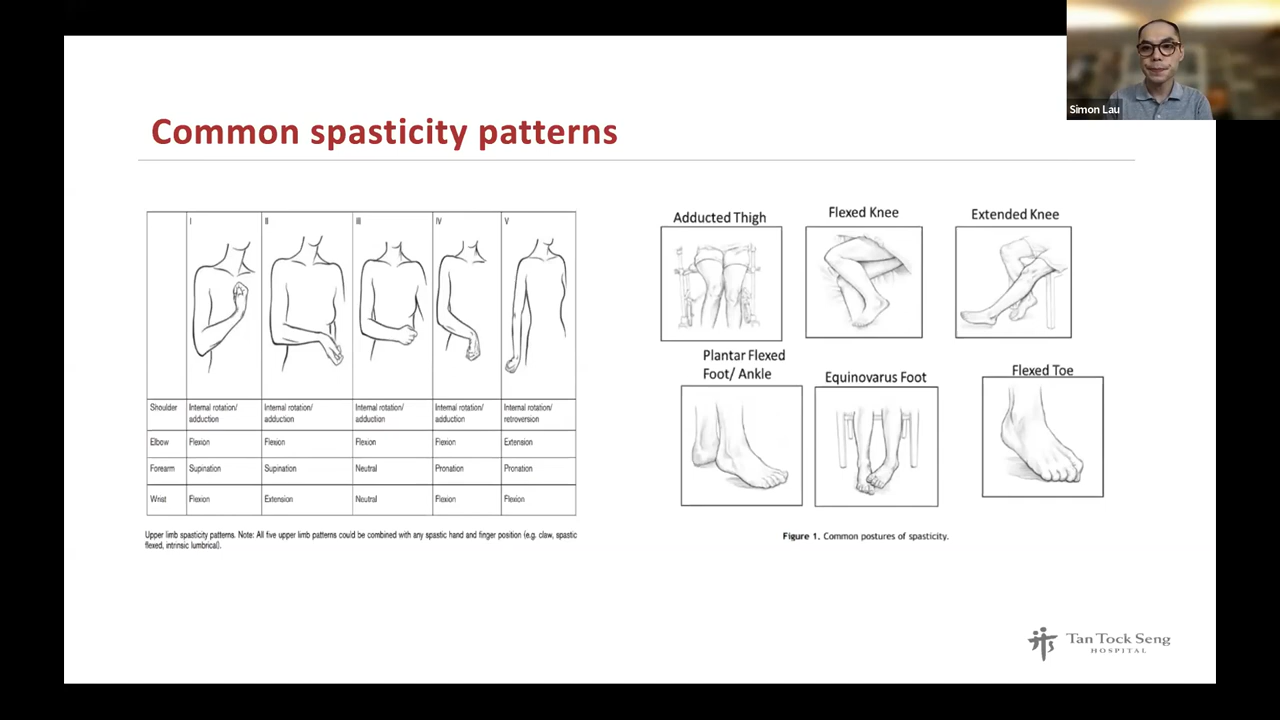 Simon Lau
Common spasticity patterns
I II III IV V
Shoulder Internal rotation/ Internal rotation/ Internal rotation/ Internal rotation/ Internal rotation/
adduction adduction adduction adduction retroversion
Elbow Flexion Flexion Flexion Flexion Extension
Forearm Supination Supination Neutral Pronation Pronation
Wrist Flexion Extension Neutral Flexion Flexion
Upper limb spasticity patterns. Note: All five upper limb patterns could be combined with any spastic hand and finger position (e.g. claw, spastic
flexed, intrinsic lumbrical).
Adducted Thigh
Flexed Knee
Extended Knee
Plantar Flexed
Foot/ Ankle
Equinovarus Foot
Flexed Toe
Figure 1. Common postures of spasticity.
Tan Tock Seng
HOSPITAL